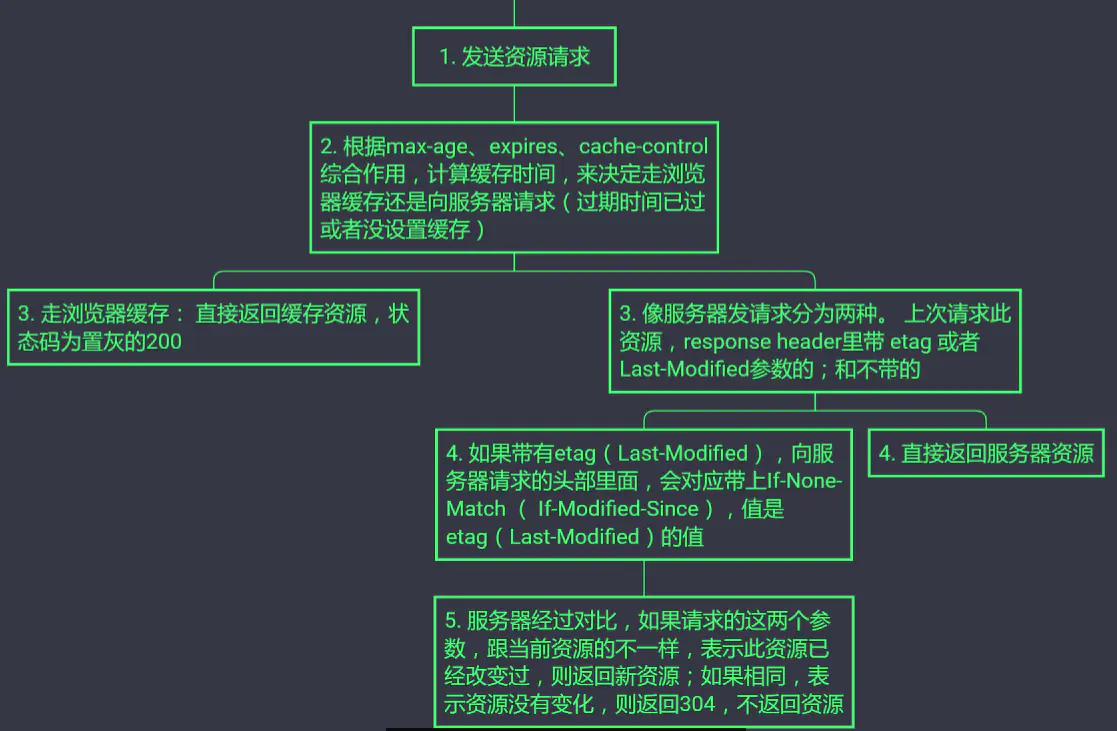 1. 发送资源请求
2. 根据max-age、expires、cache-control
综合作用，计算缓存时间，来决定走浏览
器缓存还是向服务器请求（过期时间已过
或者没设置缓存）
3. 走浏览器缓存： 直接返回缓存资源，状
态码为置灰的200
3. 像服务器发请求分为两种。 上次请求此
资源，response header里带 etag 或者
Last-Modified参数的；和不带的
4. 如果带有etag（Last-Modified），向服
务器请求的头部里面，会对应带上If-None-
Match （ If-Modified-Since），值是
etag（Last-Modified）的值
4. 直接返回服务器资源
5. 服务器经过对比，如果请求的这两个参
数，跟当前资源的不一样，表示此资源已
经改变过，则返回新资源；如果相同，表
示资源没有变化，则返回304，不返回资源